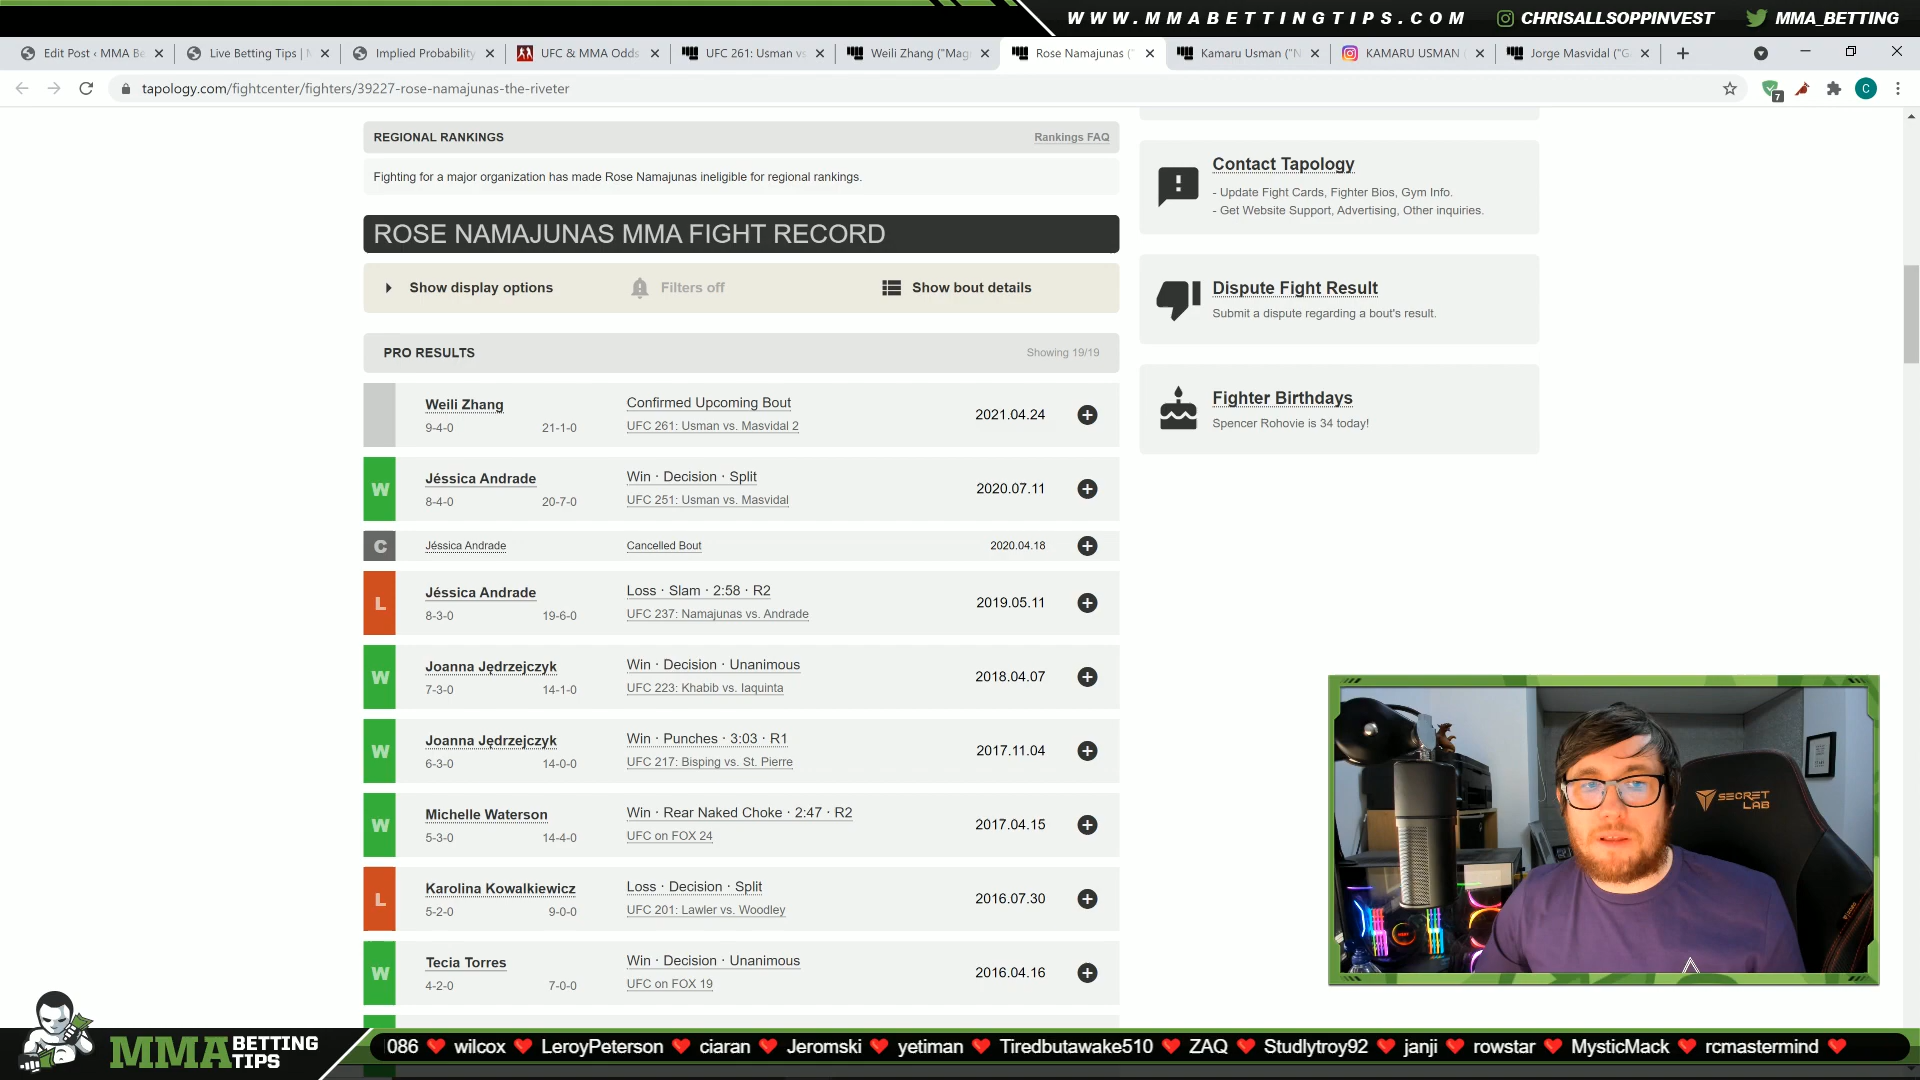 WWW.MMABETTINGTIPS.COM
CHRISALLSOPPINVEST
MMA_BETTING
Edit Post ‹ MMA Be
Live Betting Tips |
Implied Probability
UFC & MMA Odds
UFC 261: Usman vs.
Weili Zhang ("Mag
Rose Namajunas ("
Kamaru Usman ("N
KAMARU USMAN
Jorge Masvidal ("G
tapology.com/fightcenter/fighters/39227-rose-namajunas-the-riveter
7
C
REGIONAL RANKINGS
Rankings FAQ
Fighting for a major organization has made Rose Namajunas ineligible for regional rankings.
ROSE NAMAJUNAS MMA FIGHT RECORD
Show display options
Filters off
Show bout details
PRO RESULTS
Showing 19/19
Weili Zhang
Confirmed Upcoming Bout
2021.04.24
9-4-0
21-1-0
UFC 261: Usman vs. Masvidal 2
W
Jéssica Andrade
Win · Decision · Split
2020.07.11
8-4-0
20-7-0
UFC 251: Usman vs. Masvidal
C
Jéssica Andrade
Cancelled Bout
2020.04.18
L
Jéssica Andrade
Loss · Slam · 2:58 · R2
2019.05.11
8-3-0
19-6-0
UFC 237: Namajunas vs. Andrade
W
Joanna Jędrzejczyk
Win · Decision · Unanimous
2018.04.07
7-3-0
14-1-0
UFC 223: Khabib vs. Iaquinta
W
Joanna Jędrzejczyk
Win · Punches · 3:03 · R1
2017.11.04
6-3-0
14-0-0
UFC 217: Bisping vs. St. Pierre
W
Michelle Waterson
Win · Rear Naked Choke · 2:47 · R2
2017.04.15
5-3-0
14-4-0
UFC on FOX 24
L
Karolina Kowalkiewicz
Loss · Decision · Split
2016.07.30
5-2-0
9-0-0
UFC 201: Lawler vs. Woodley
W
Tecia Torres
Win · Decision · Unanimous
2016.04.16
4-2-0
7-0-0
UFC on FOX 19
Contact Tapology
- Update Fight Cards, Fighter Bios, Gym Info.
- Get Website Support, Advertising, Other inquiries.
Dispute Fight Result
Submit a dispute regarding a bout's result.
Fighter Birthdays
Spencer Rohovie is 34 today!
SECRET
LAB
MMA BETTING
TIPS
086 ❤ wilcox ❤ LeroyPeterson ❤ ciaran ❤ Jeromski ❤ yetiman ❤ Tiredbutawake510 ❤ ZAQ ❤ Studlytroy92 ❤ janji ❤ rowstar ❤ MysticMack ❤ rcmastermind ❤